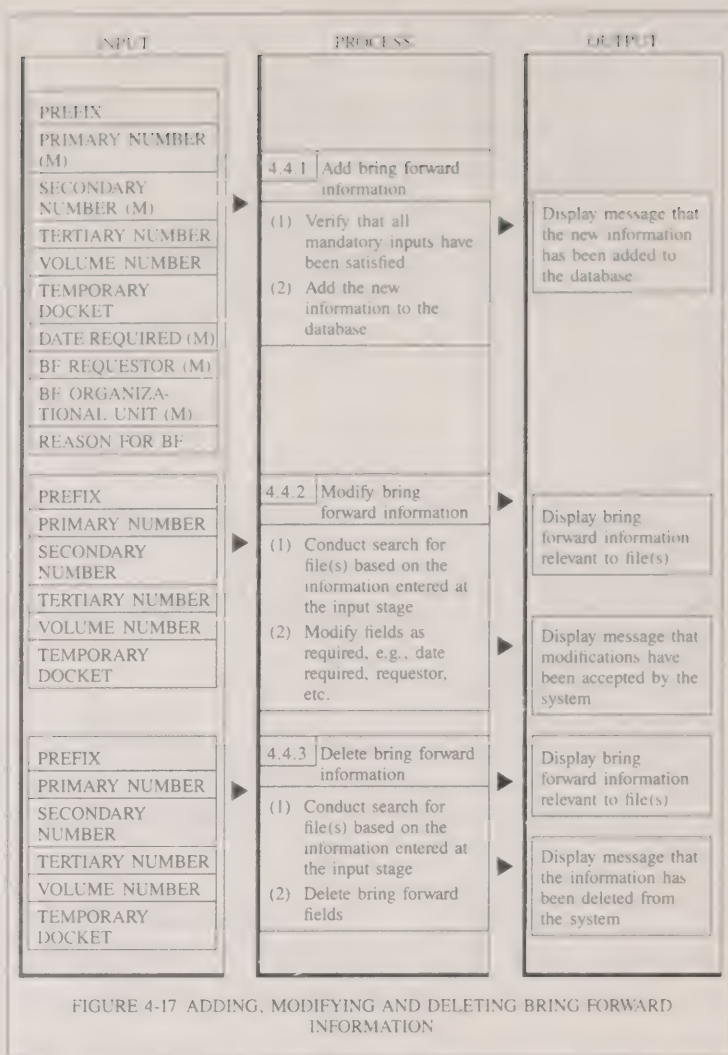 INPUT
PROCESS
OUTPUT
PREFIX
PRIMARY NUMBER
(M)
SECONDARY
NUMBER (M)
TERTIARY NUMBER
VOLUME NUMBER
TEMPORARY
DOCKET
DATE REQUIRED (M)
BF REQUESTOR (M)
BF ORGANIZA-
TIONAL UNIT (M)
REASON FOR BF
4.4.1 Add bring forward
information
(1) Verify that all
mandatory inputs have
been satisfied
(2) Add the new
information to the
database
Display message that
the new information
has been added to
the database
PREFIX
PRIMARY NUMBER
SECONDARY
NUMBER
TERTIARY NUMBER
VOLUME NUMBER
TEMPORARY
DOCKET
4.4.2 Modify bring
forward information
(1) Conduct search for
file(s) based on the
information entered at
the input stage
(2) Modify fields as
required, e.g., date
required, requestor,
etc.
Display bring
forward information
relevant to file(s)
Display message that
modifications have
been accepted by the
system
PREFIX
PRIMARY NUMBER
SECONDARY
NUMBER
TERTIARY NUMBER
VOLUME NUMBER
TEMPORARY
DOCKET
4.4.3 Delete bring forward
information
(1) Conduct search for
file(s) based on the
information entered at
the input stage
(2) Delete bring forward
fields
Display bring
forward information
relevant to file(s)
Display message that
the information has
been deleted from
the system
FIGURE 4-17 ADDING, MODIFYING AND DELETING BRING FORWARD
INFORMATION